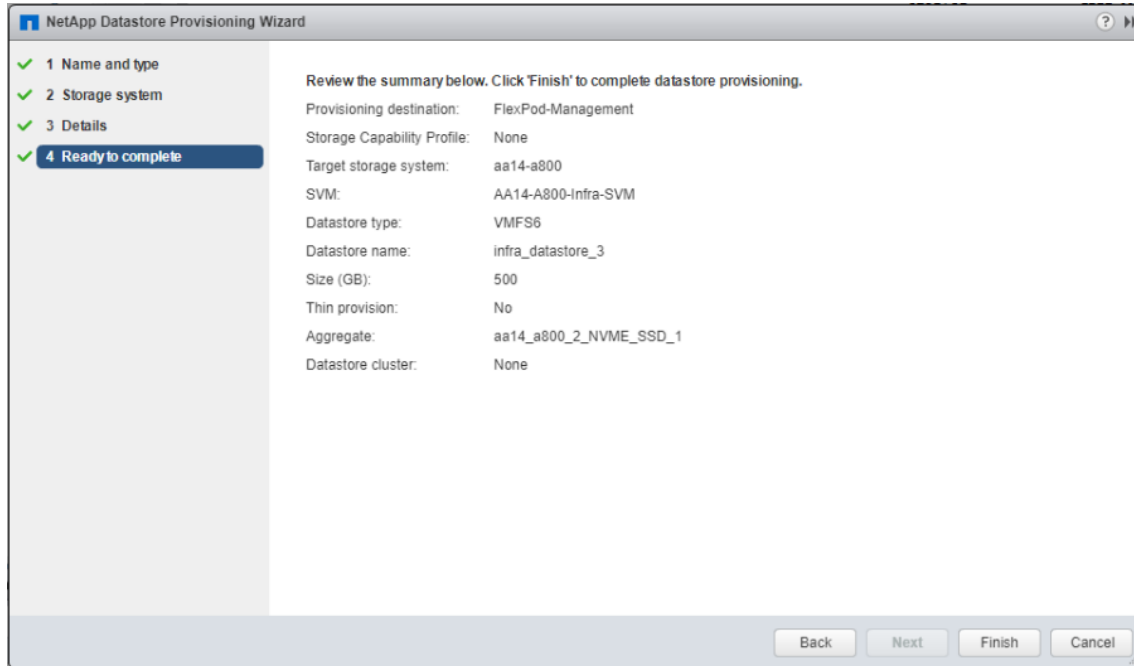 NetApp Datastore Provisioning Wizard
?
1 Name and type
2 Storage system
3 Details
4 Ready to complete
Review the summary below. Click 'Finish' to complete datastore provisioning.
Provisioning destination: FlexPod-Management
Storage Capability Profile: None
Target storage system: aa14-a800
SVM: AA14-A800-Infra-SVM
Datastore type: VMFS6
Datastore name: infra_datastore_3
Size (GB): 500
Thin provision: No
Aggregate: aa14_a800_2_NVME_SSD_1
Datastore cluster: None
Back Next Finish Cancel